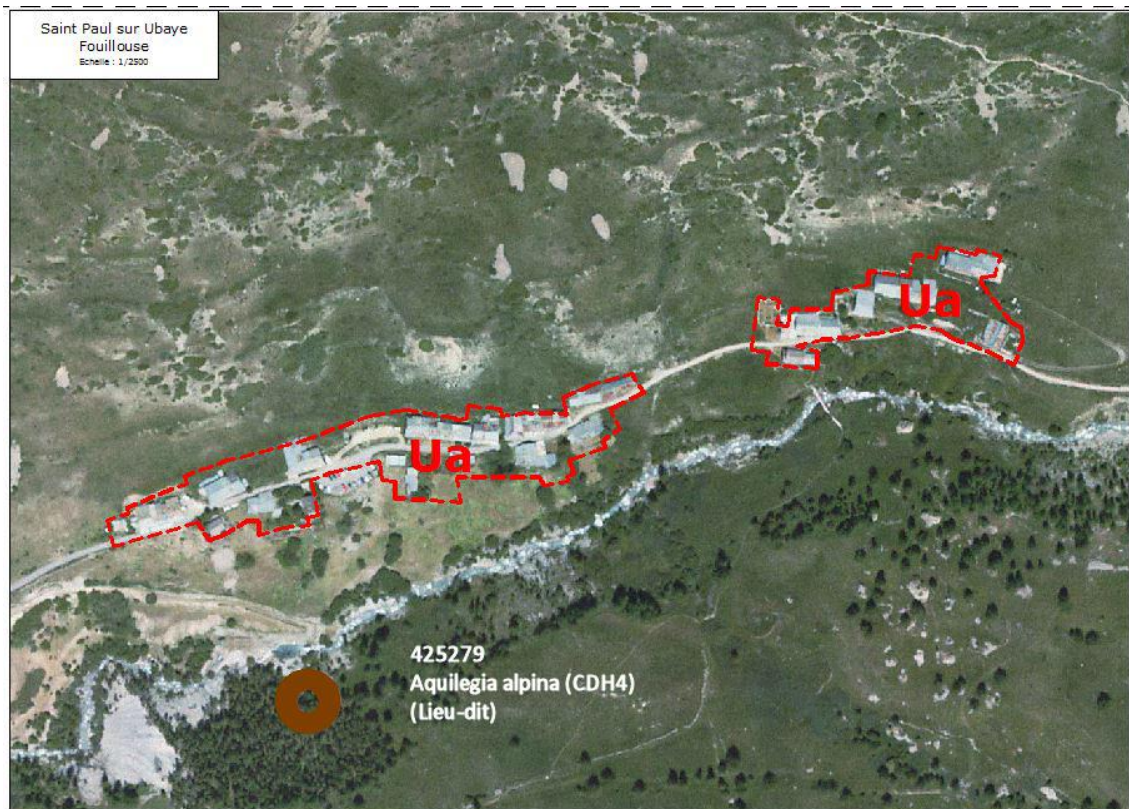 Saint Paul sur Ubaye
Fouillouse
Echelle : 1/2500
Ua
Ua
425279
Aquilegia alpina (CDH4)
(Lieu-dit)